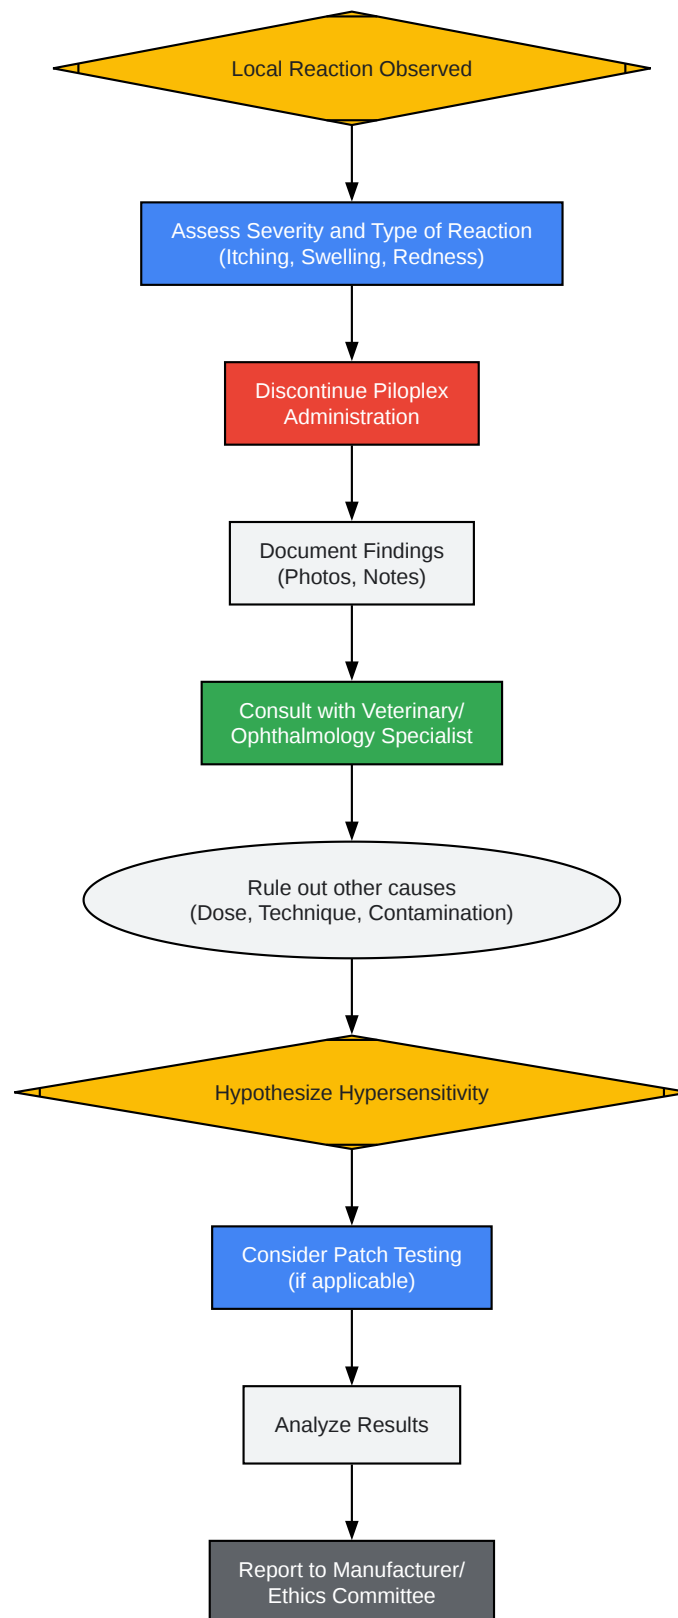 Local Reaction Observed
Assess Severity and Type of Reaction
(Itching, Swelling, Redness)
Discontinue Piloplex
Administration
Document Findings
(Photos, Notes)
Consult with Veterinary/
Ophthalmology Specialist
Rule out other causes
(Dose, Technique, Contamination)
Hypothesize Hypersensitivity
Consider Patch Testing
(if applicable)
Analyze Results
Report to Manufacturer/
Ethics Committee